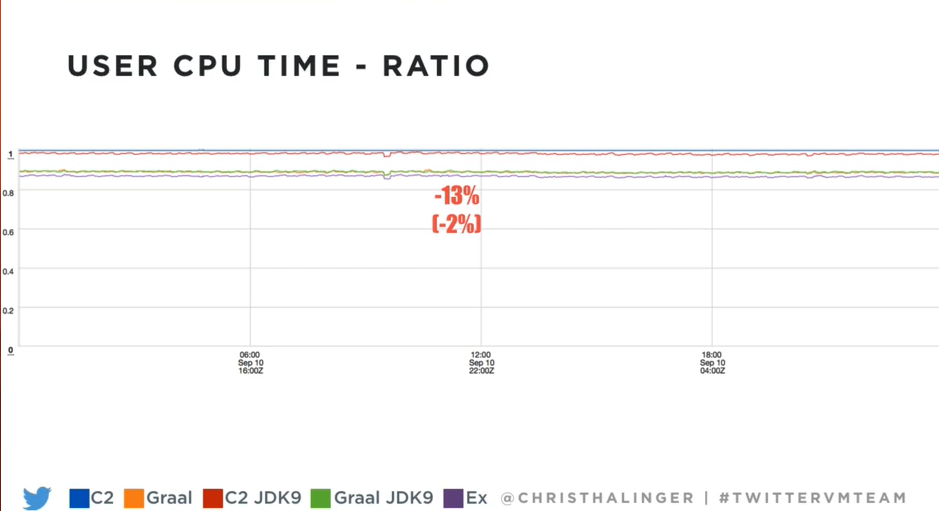 USER CPU TIME - RATIO
1
0.8
-13%
(-2%)
0.6
0.4
0.2
0
06:00
Sep 10
16:00Z
12:00
Sep 10
22:00Z
18:00
Sep 10
04:00Z
C2 Graal C2 JDK9 Graal JDK9 Ex @CHRISTHALINGER | #TWITTERVMTEAM